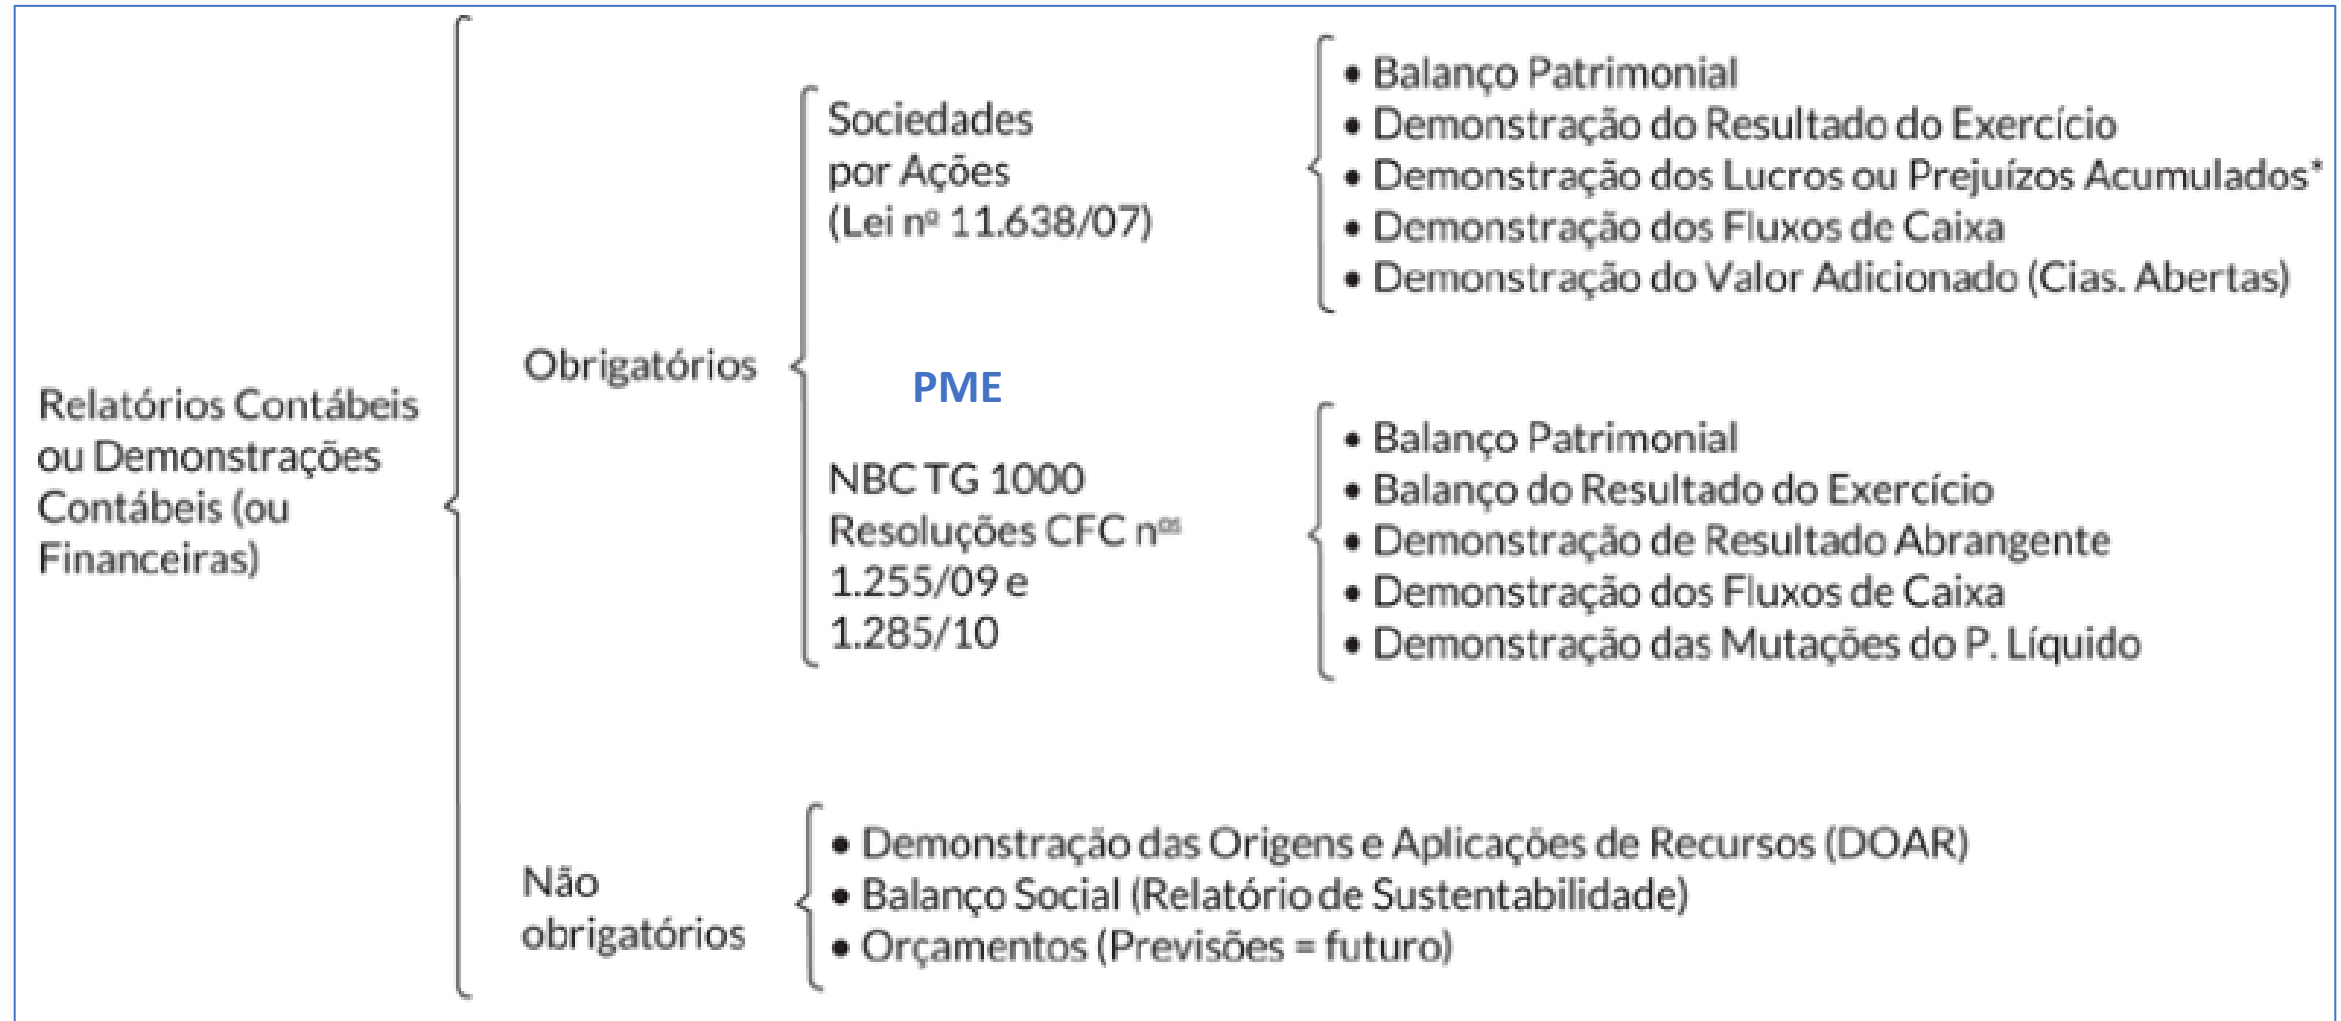 Relatórios Contábeis
ou Demonstrações
Contábeis (ou
Financeiras)
Obrigatórios
Sociedades
por Ações
(Lei nº 11.638/07)
• Balanço Patrimonial
• Demonstração do Resultado do Exercício
• Demonstração dos Lucros ou Prejuízos Acumulados*
• Demonstração dos Fluxos de Caixa
• Demonstração do Valor Adicionado (Cias. Abertas)
PME
NBC TG 1000
Resoluções CFC nºs
1.255/09 e
1.285/10
• Balanço Patrimonial
• Balanço do Resultado do Exercício
• Demonstração de Resultado Abrangente
• Demonstração dos Fluxos de Caixa
• Demonstração das Mutações do P. Líquido
Não
obrigatórios
• Demonstração das Origens e Aplicações de Recursos (DOAR)
• Balanço Social (Relatório de Sustentabilidade)
• Orçamentos (Previsões = futuro)